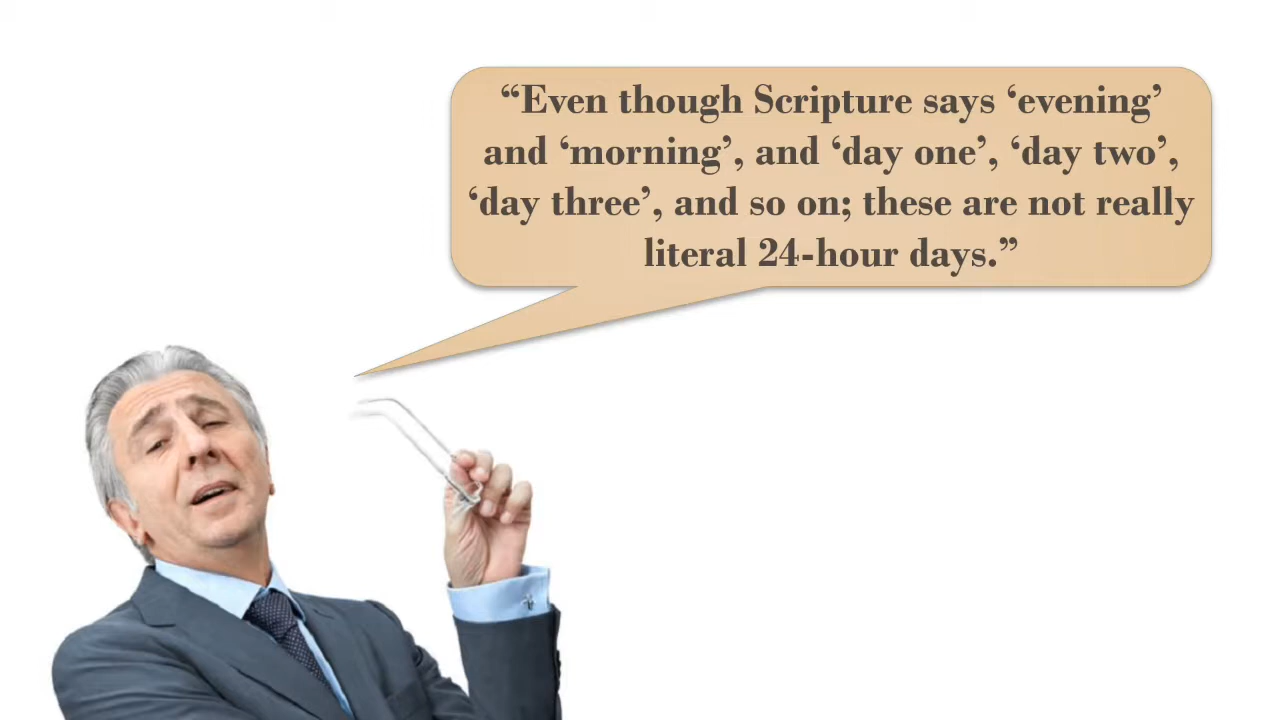 “Even though Scripture says ‘evening’
and ‘morning’, and ‘day one’, ‘day two’,
‘day three’, and so on; these are not really
literal 24-hour days.”